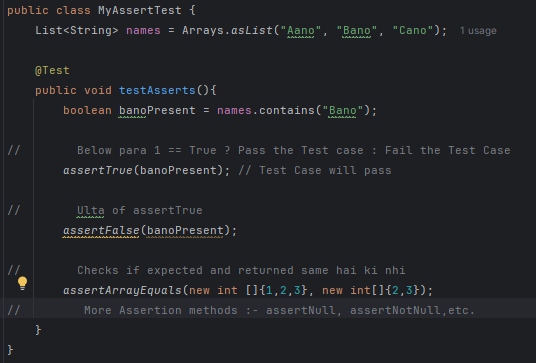 public class MyAssertTest {
    List<String> names = Arrays.asList("Aano", "Bano", "Cano");  1 usage
    @Test
    public void testAsserts(){
        boolean banoPresent = names.contains("Bano");
//        Below para 1 == True ? Pass the Test case : Fail the Test Case
        assertTrue(banoPresent); // Test Case will pass
//        Ulta of assertTrue
        assertFalse(banoPresent);
//        Checks if expected and returned same hai ki nhi
        assertArrayEquals(new int []{1,2,3}, new int[]{2,3});
//         More Assertion methods :- assertNull, assertNotNull,etc.
    }
}